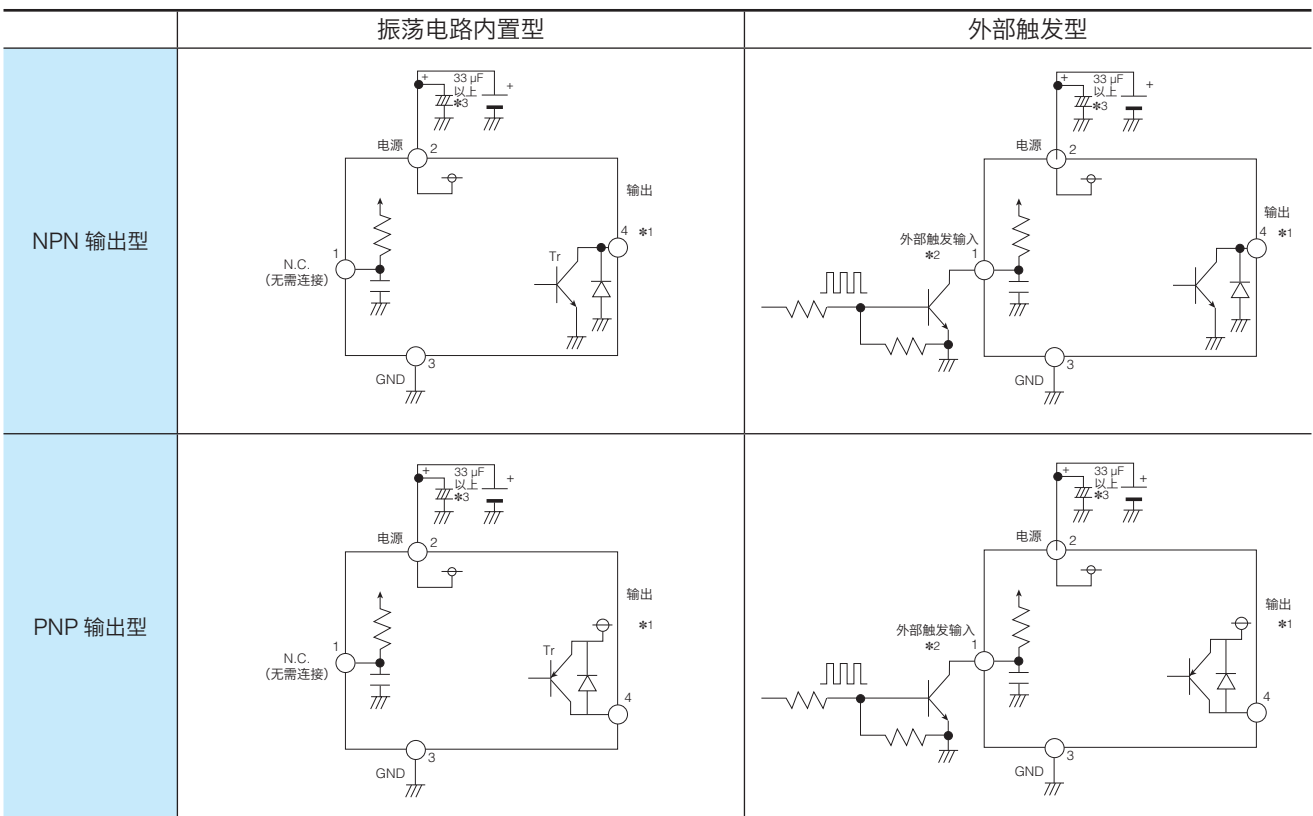 振荡电路内置型
外部触发型
NPN 输出型
+
33 μF
以上
✽3
+
电源
2
输出
4 ✽1
Tr
1
N.C.
(无需连接)
3
GND
+
33 μF
以上
✽3
+
电源
2
输出
4 ✽1
外部触发输入
✽2
1
3
GND
PNP 输出型
+
33 μF
以上
✽3
+
电源
2
输出
✽1
Tr
1
N.C.
(无需连接)
4
3
GND
+
33 μF
以上
✽3
+
电源
2
输出
✽1
外部触发输入
✽2
1
4
3
GND